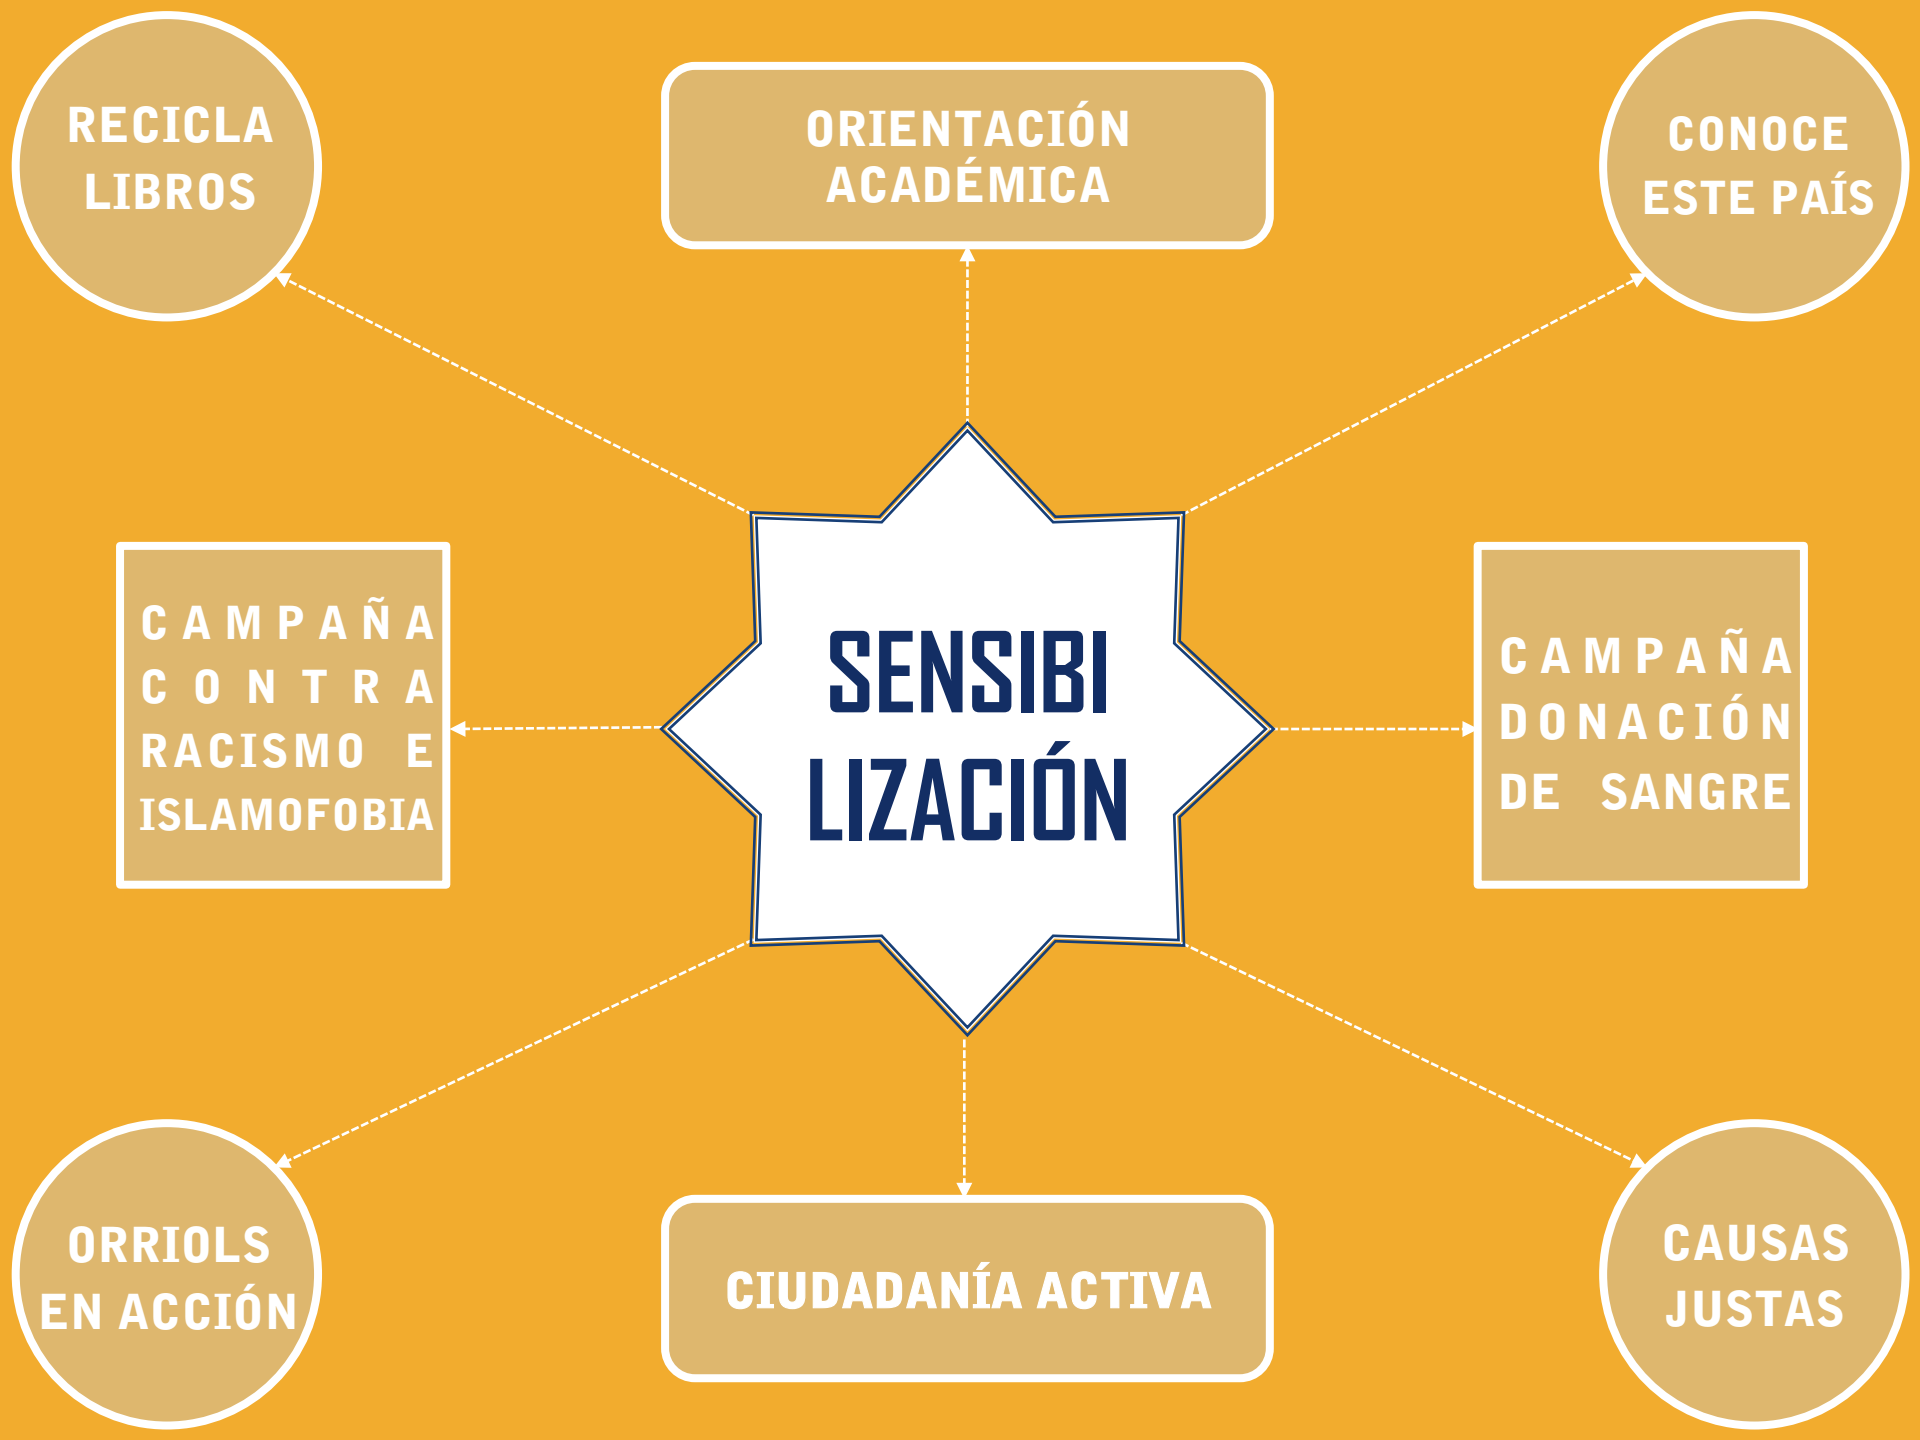 RECICLA
LIBROS
ORIENTACIÓN
ACADÉMICA
CONOCE
ESTE PAÍS
CAMPAÑA
CONTRA
RACISMO E
ISLAMOFOBIA
SENSIBI
LIZACIÓN
CAMPAÑA
DONACIÓN
DE SANGRE
ORRIOLS
EN ACCIÓN
CIUDADANÍA ACTIVA
CAUSAS
JUSTAS